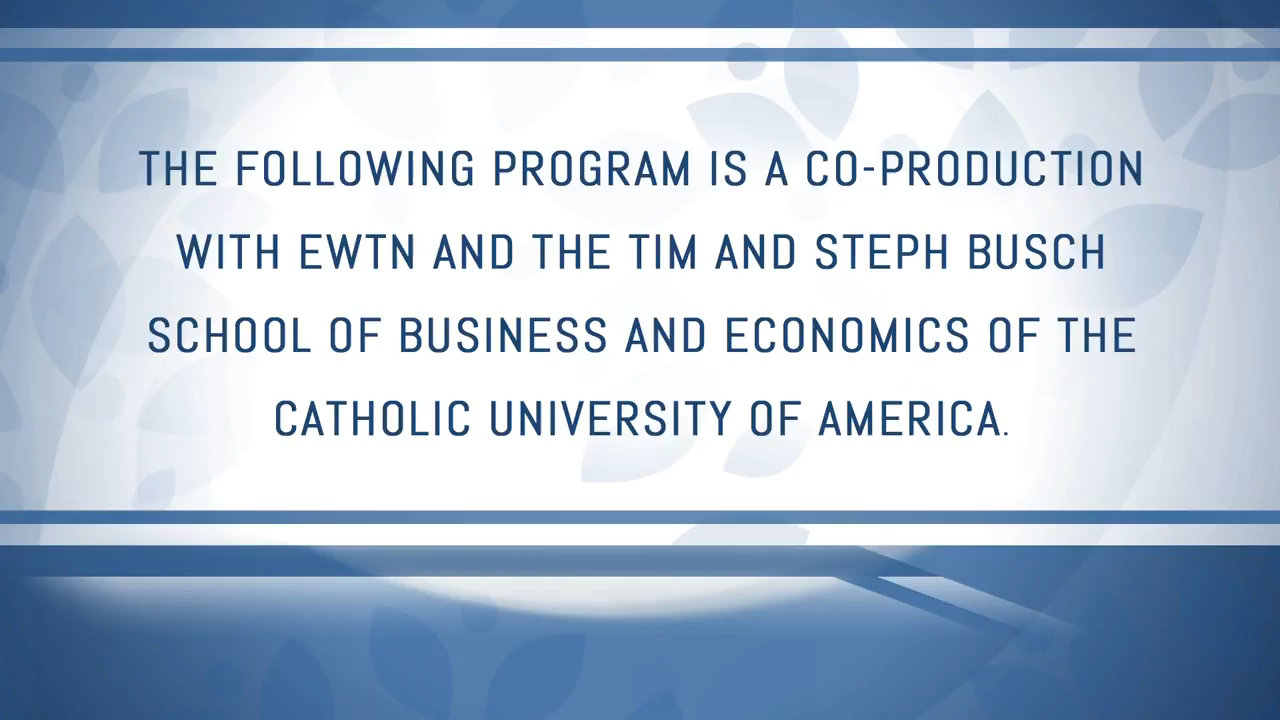 THE FOLLOWING PROGRAM IS A CO-PRODUCTION
WITH EWTN AND THE TIM AND STEPH BUSCH
SCHOOL OF BUSINESS AND ECONOMICS OF THE
CATHOLIC UNIVERSITY OF AMERICA.